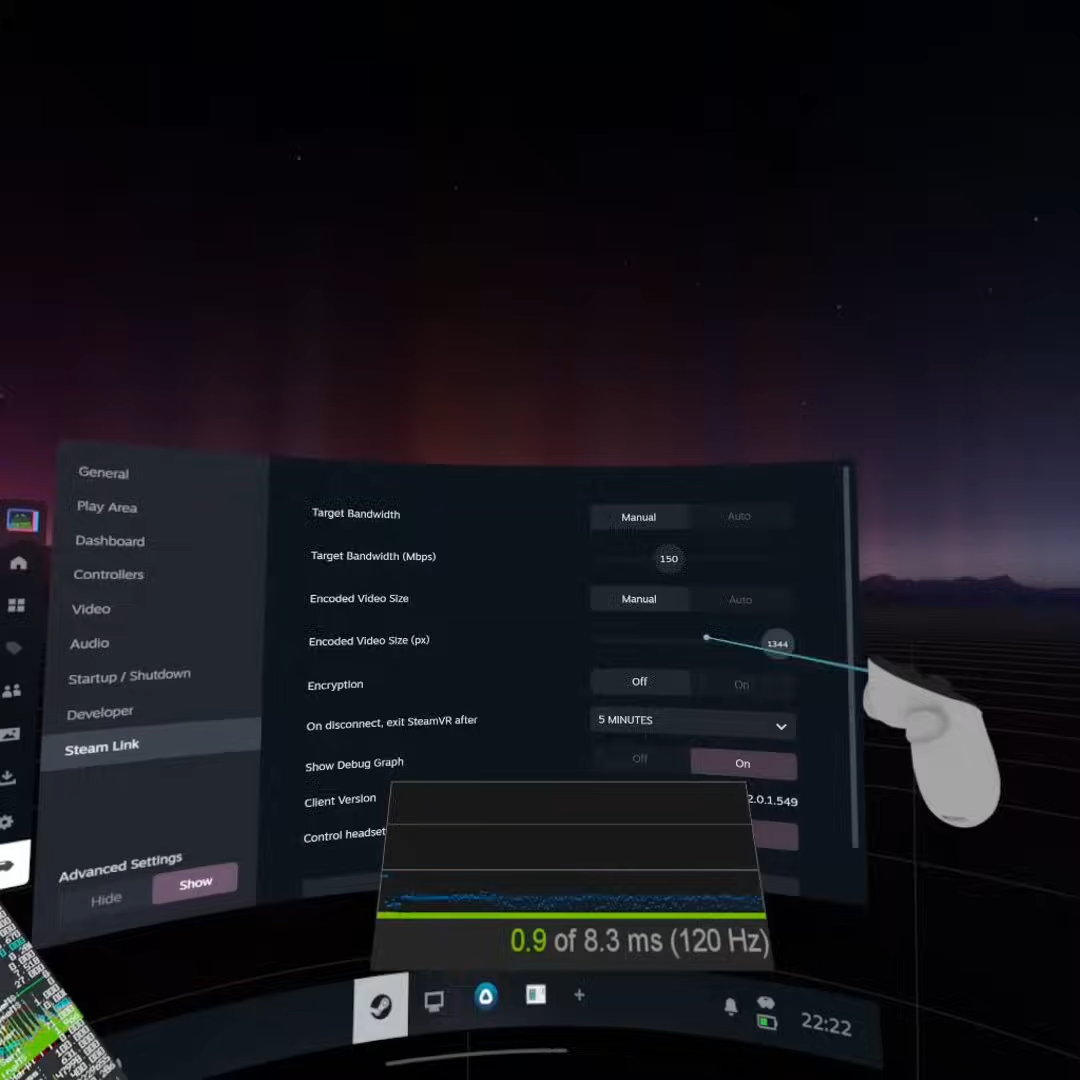 General
Play Area
Dashboard
Controllers
Video
Audio
Startup / Shutdown
Developer
Steam Link
Advanced Settings
Hide Show
Target Bandwidth Manual Auto
Target Bandwidth (Mbps) 150
Encoded Video Size Manual Auto
Encoded Video Size (px) 1344
Encryption Off On
On disconnect, exit SteamVR after 5 MINUTES
Show Debug Graph Off On
Client Version 2.0.1.549
Control headset
0.9 of 8.3 ms (120 Hz)
22:22